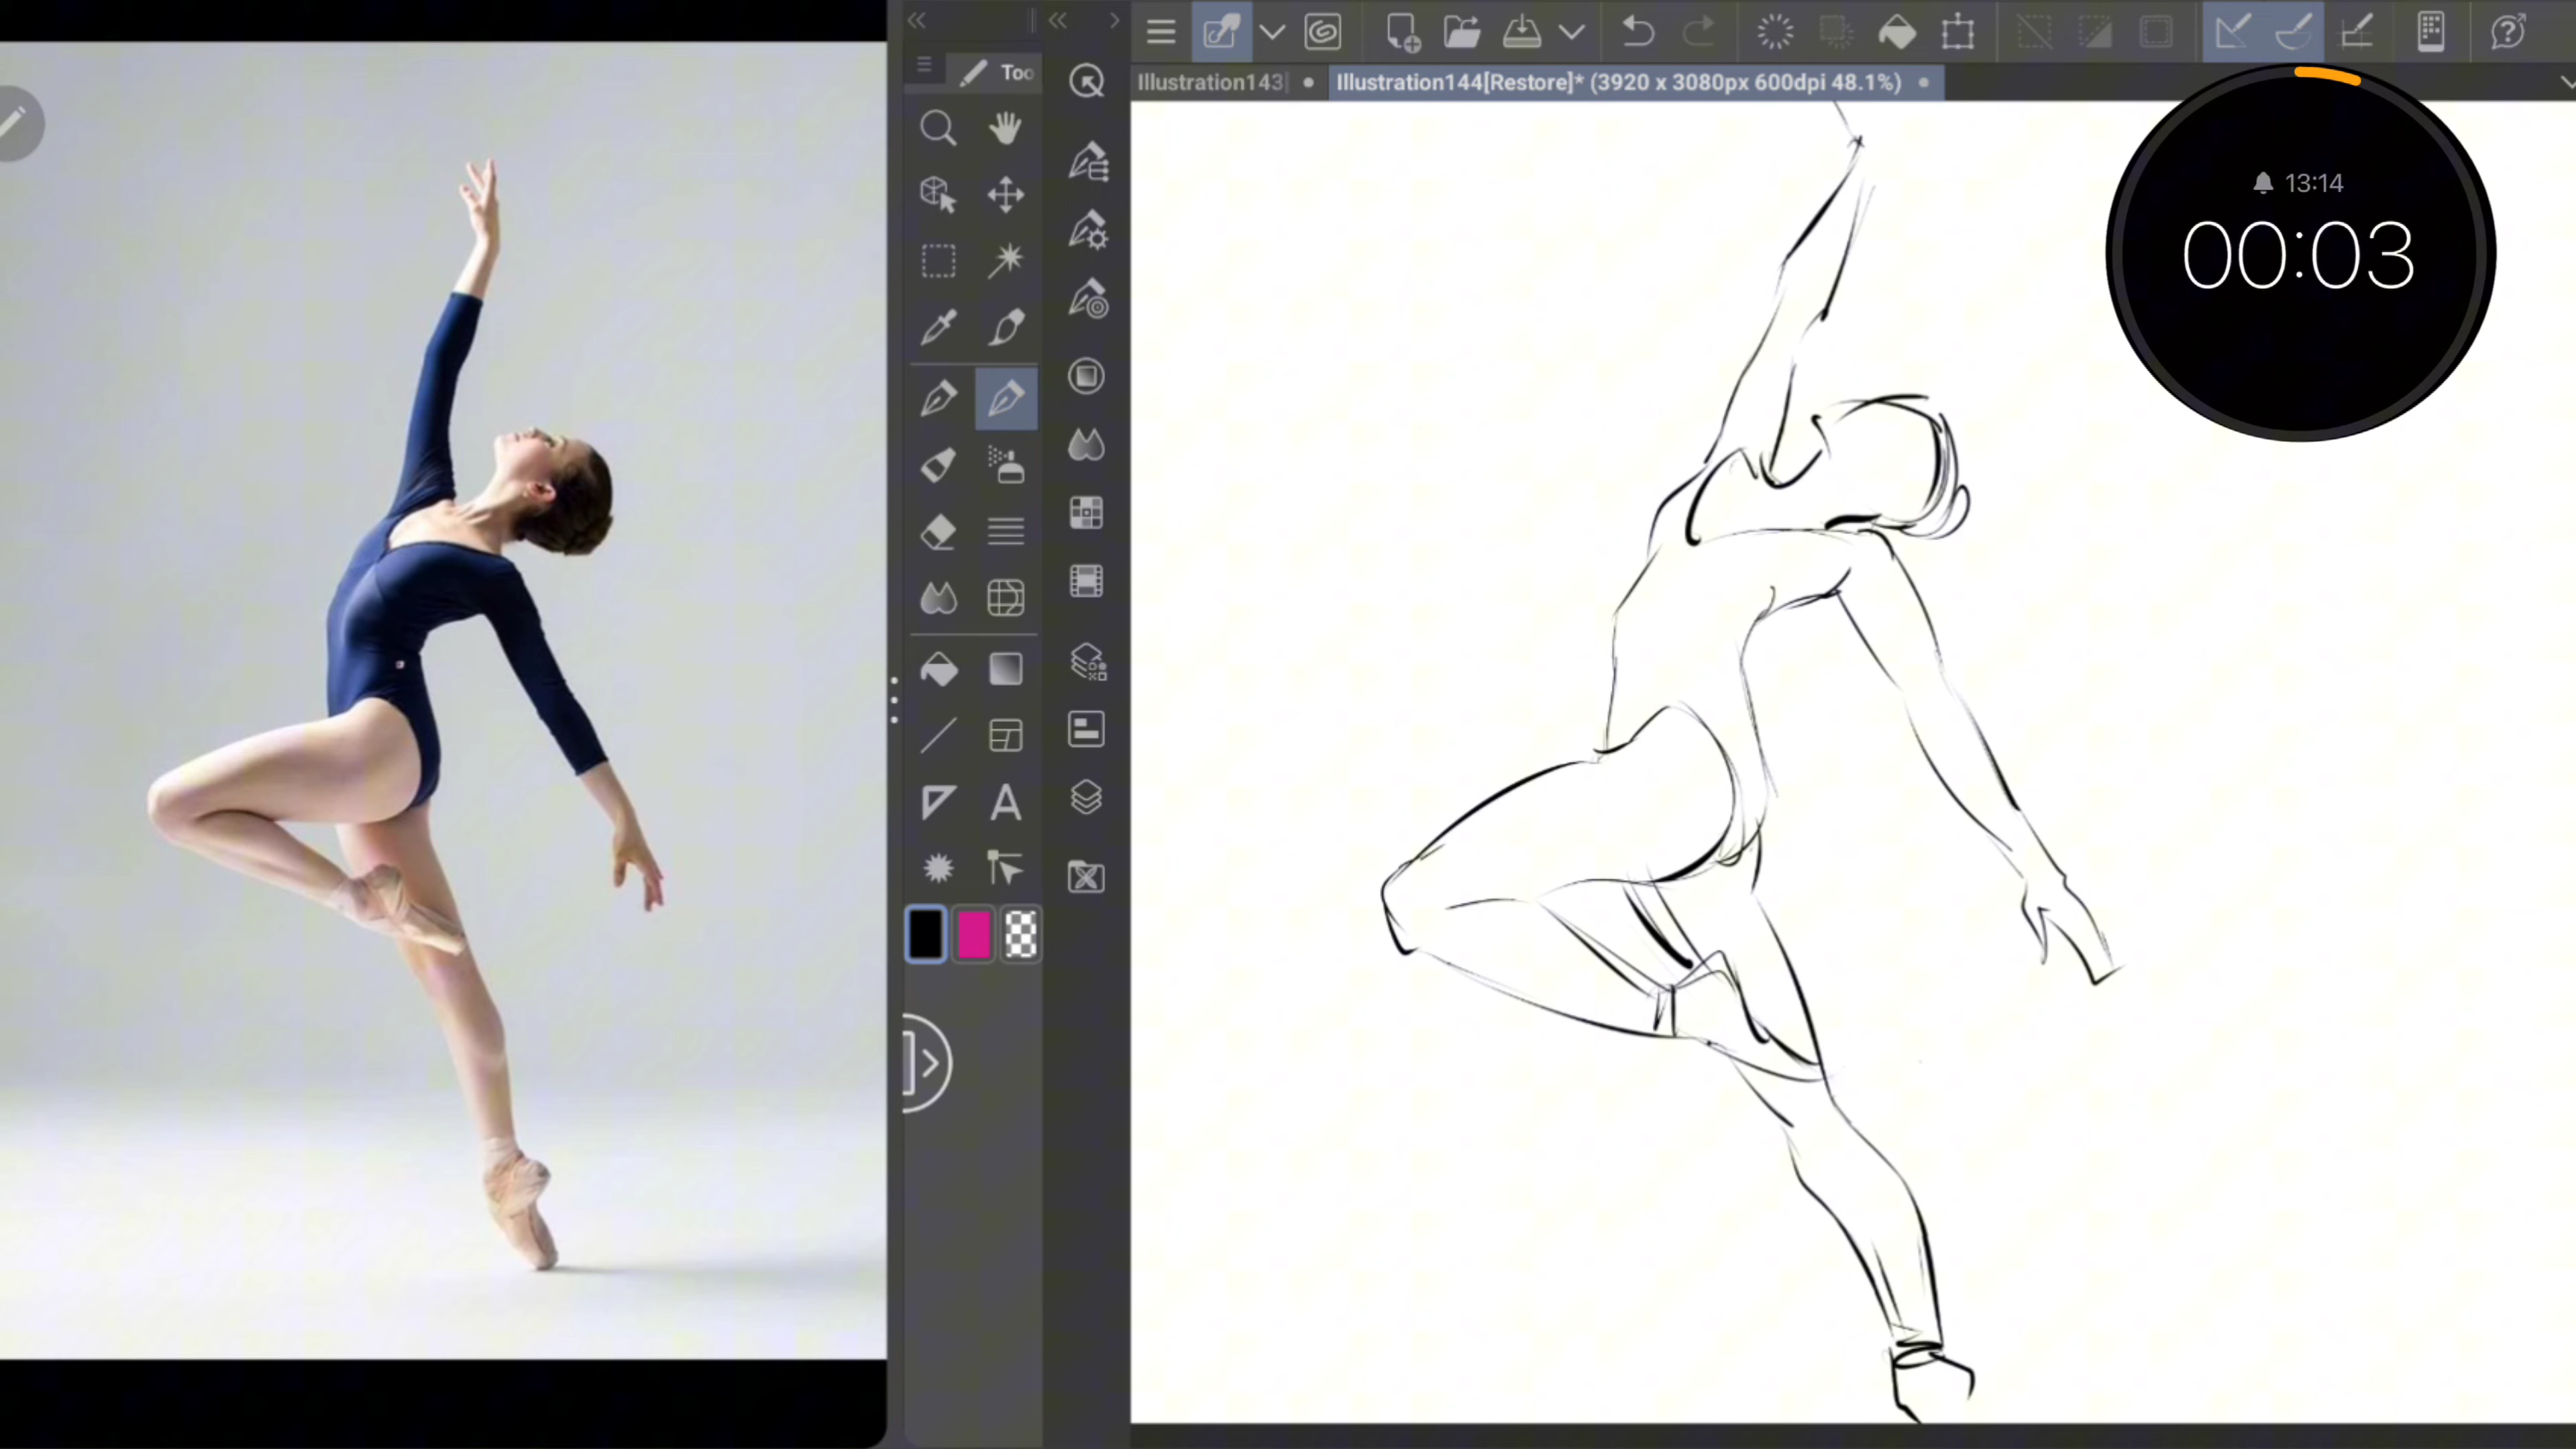 Too
Illustration143
Illustration144[Restore]* (3920 x 3080px 600dpi 48.1%)
13:14
00:03
A